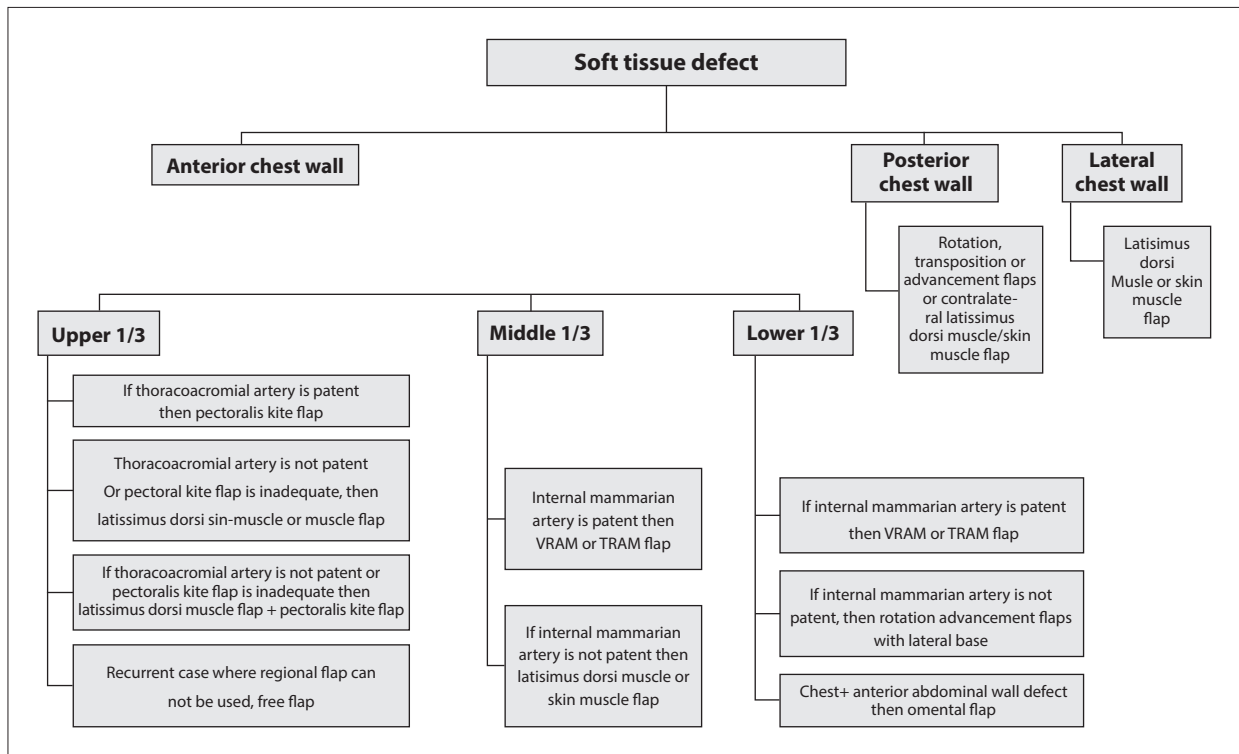 Soft tissue defect
Anterior chest wall
Posterior
chest wall
Lateral
chest wall
Rotation,
transposition or
advancement flaps
or contralate-
ral latissimus
dorsi muscle/skin
muscle flap
Latisimus
dorsi
Musle or skin
muscle
flap
Upper 1/3
Middle 1/3
Lower 1/3
If thoracoacromial artery is patent
then pectoralis kite flap
Thoracoacromial artery is not patent
Or pectoral kite flap is inadequate, then
latissimus dorsi sin-muscle or muscle flap
If thoracoacromial artery is not patent or
pectoralis kite flap is inadequate then
latissimus dorsi muscle flap + pectoralis kite flap
Recurrent case where regional flap can
not be used, free flap
Internal mammarian
artery is patent then
VRAM or TRAM flap
If internal mammarian
artery is not patent then
latisimus dorsi muscle or
skin muscle flap
If internal mammarian artery is patent
then VRAM or TRAM flap
If internal mammarian artery is not
patent, then rotation advancement flaps
with lateral base
Chest+ anterior abdominal wall defect
then omental flap